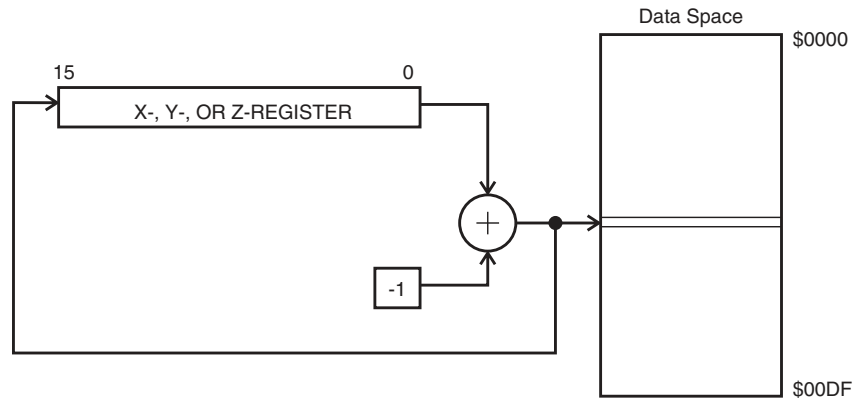 Data Space
$0000
15 0
X-, Y-, OR Z-REGISTER
+
-1
$00DF